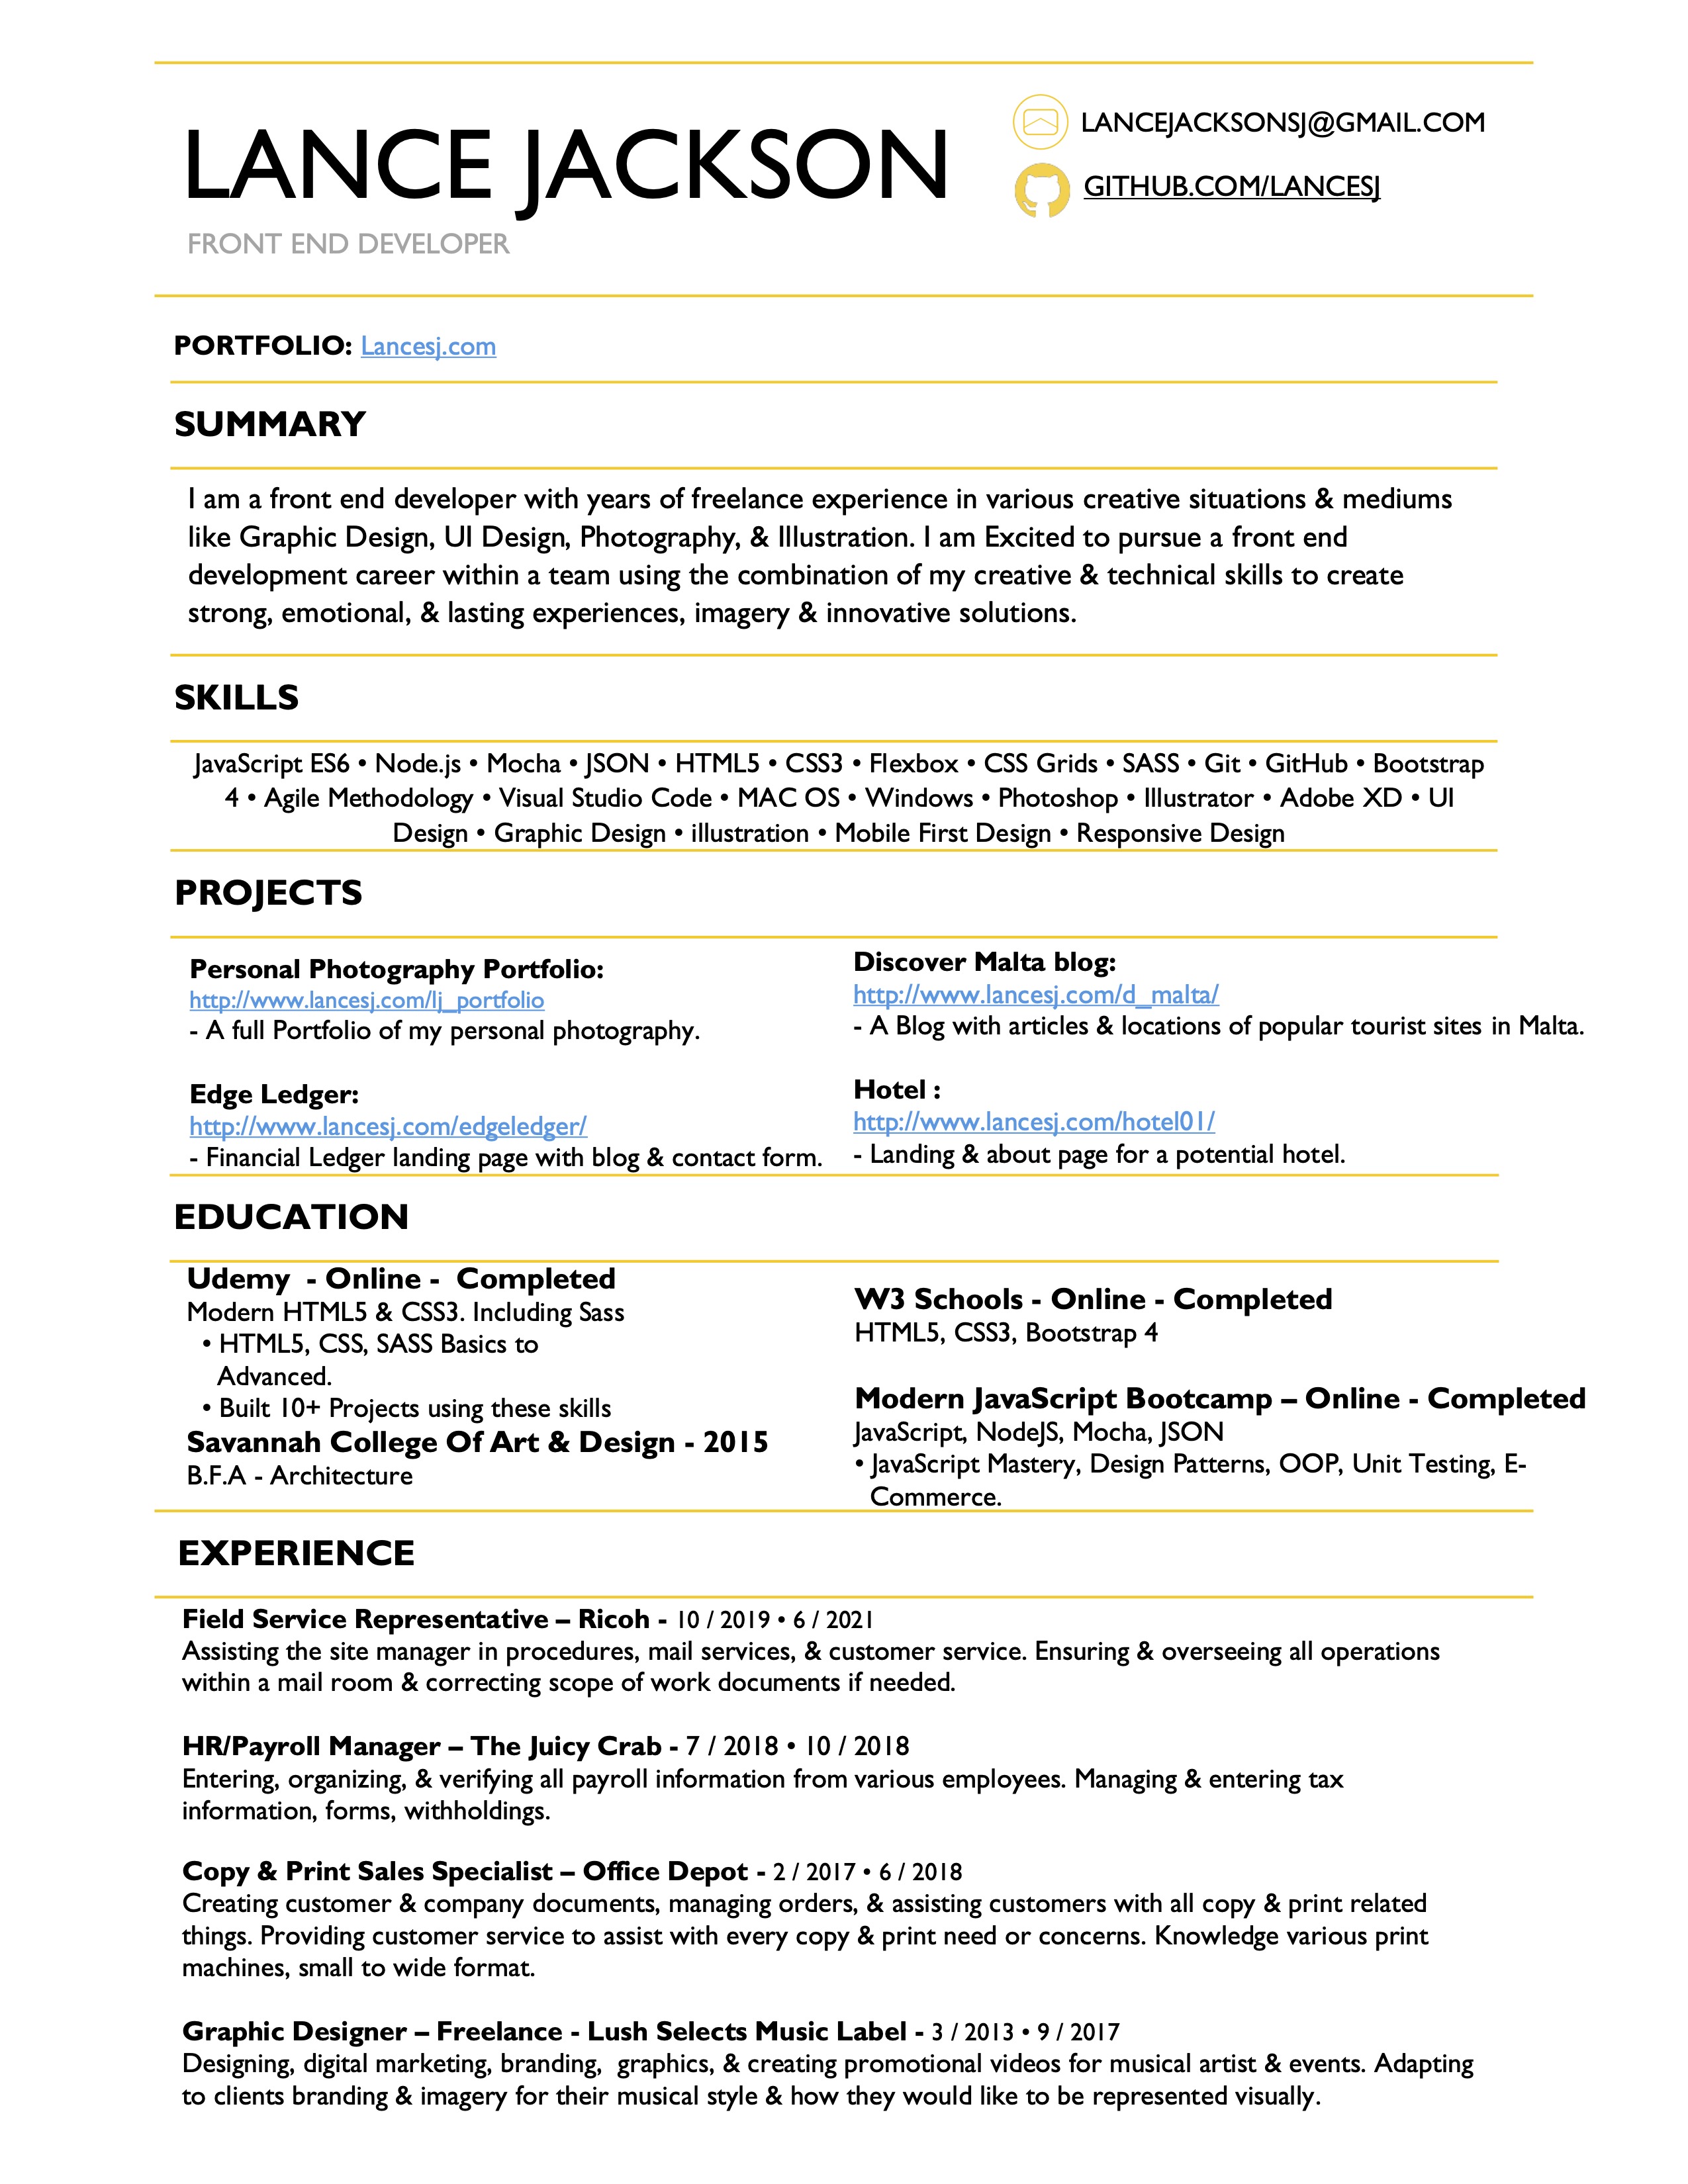 LANCE JACKSON
FRONT END DEVELOPER
LANCEJACKSONSJ@GMAIL.COM
GITHUB.COM/LANCESJ
PORTFOLIO: Lancesj.com
SUMMARY
I am a front end developer with years of freelance experience in various creative situations & mediums
like Graphic Design, UI Design, Photography, & Illustration. I am Excited to pursue a front end
development career within a team using the combination of my creative & technical skills to create
strong, emotional, & lasting experiences, imagery & innovative solutions.
SKILLS
JavaScript ES6 • Node.js • Mocha • JSON • HTML5 • CSS3 • Flexbox • CSS Grids • SASS • Git • GitHub • Bootstrap
4 • Agile Methodology • Visual Studio Code • MAC OS • Windows • Photoshop • Illustrator • Adobe XD • UI
Design • Graphic Design • illustration • Mobile First Design • Responsive Design
PROJECTS
Personal Photography Portfolio:
http://www.lancesj.com/lj_portfolio
- A full Portfolio of my personal photography.
Edge Ledger:
http://www.lancesj.com/edgeledger/
- Financial Ledger landing page with blog & contact form.
Discover Malta blog:
http://www.lancesj.com/d_malta/
- A Blog with articles & locations of popular tourist sites in Malta.
Hotel :
http://www.lancesj.com/hotel01/
- Landing & about page for a potential hotel.
EDUCATION
Udemy - Online - Completed
Modern HTML5 & CSS3. Including Sass
• HTML5, CSS, SASS Basics to
Advanced.
• Built 10+ Projects using these skills
Savannah College Of Art & Design - 2015
B.F.A - Architecture
W3 Schools - Online - Completed
HTML5, CSS3, Bootstrap 4
Modern JavaScript Bootcamp – Online - Completed
JavaScript, NodeJS, Mocha, JSON
• JavaScript Mastery, Design Patterns, OOP, Unit Testing, E-
Commerce.
EXPERIENCE
Field Service Representative – Ricoh - 10 / 2019 • 6 / 2021
Assisting the site manager in procedures, mail services, & customer service. Ensuring & overseeing all operations
within a mail room & correcting scope of work documents if needed.
HR/Payroll Manager – The Juicy Crab - 7 / 2018 • 10 / 2018
Entering, organizing, & verifying all payroll information from various employees. Managing & entering tax
information, forms, withholdings.
Copy & Print Sales Specialist – Office Depot - 2 / 2017 • 6 / 2018
Creating customer & company documents, managing orders, & assisting customers with all copy & print related
things. Providing customer service to assist with every copy & print need or concerns. Knowledge various print
machines, small to wide format.
Graphic Designer – Freelance - Lush Selects Music Label - 3 / 2013 • 9 / 2017
Designing, digital marketing, branding, graphics, & creating promotional videos for musical artist & events. Adapting
to clients branding & imagery for their musical style & how they would like to be represented visually.